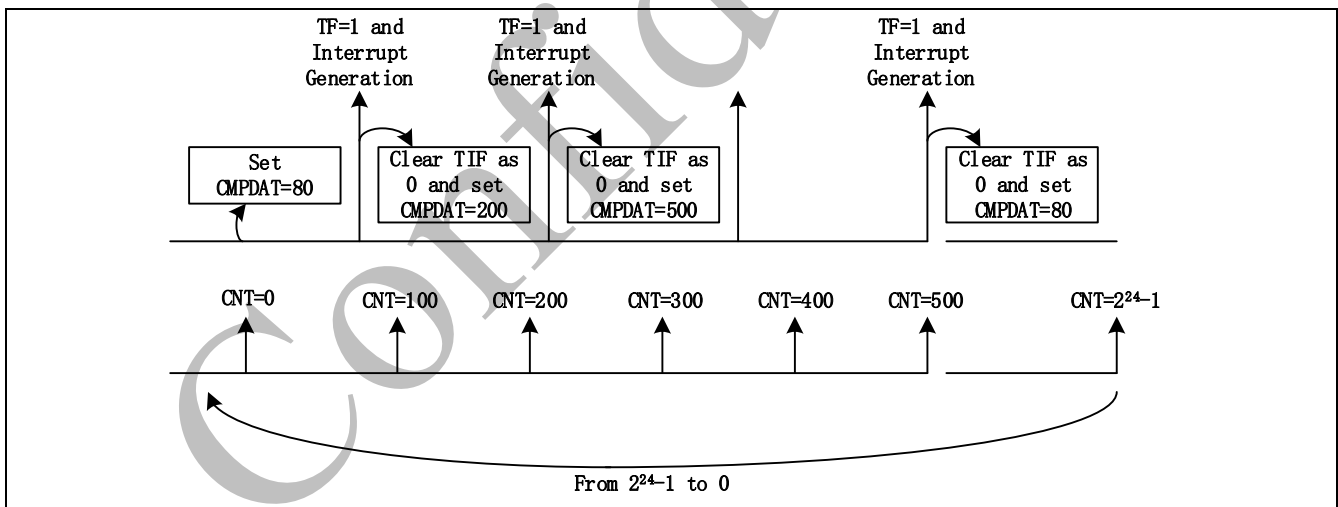 TF=1 and
Interrupt
Generation
TF=1 and
Interrupt
Generation
TF=1 and
Interrupt
Generation
Set
CMPDAT=80
Clear TIF as
0 and set
CMPDAT=200
Clear TIF as
0 and set
CMPDAT=500
Clear TIF as
0 and set
CMPDAT=80
CNT=0
CNT=100
CNT=200
CNT=300
CNT=400
CNT=500
CNT=2²⁴-1
From 2²⁴-1 to 0
Confid